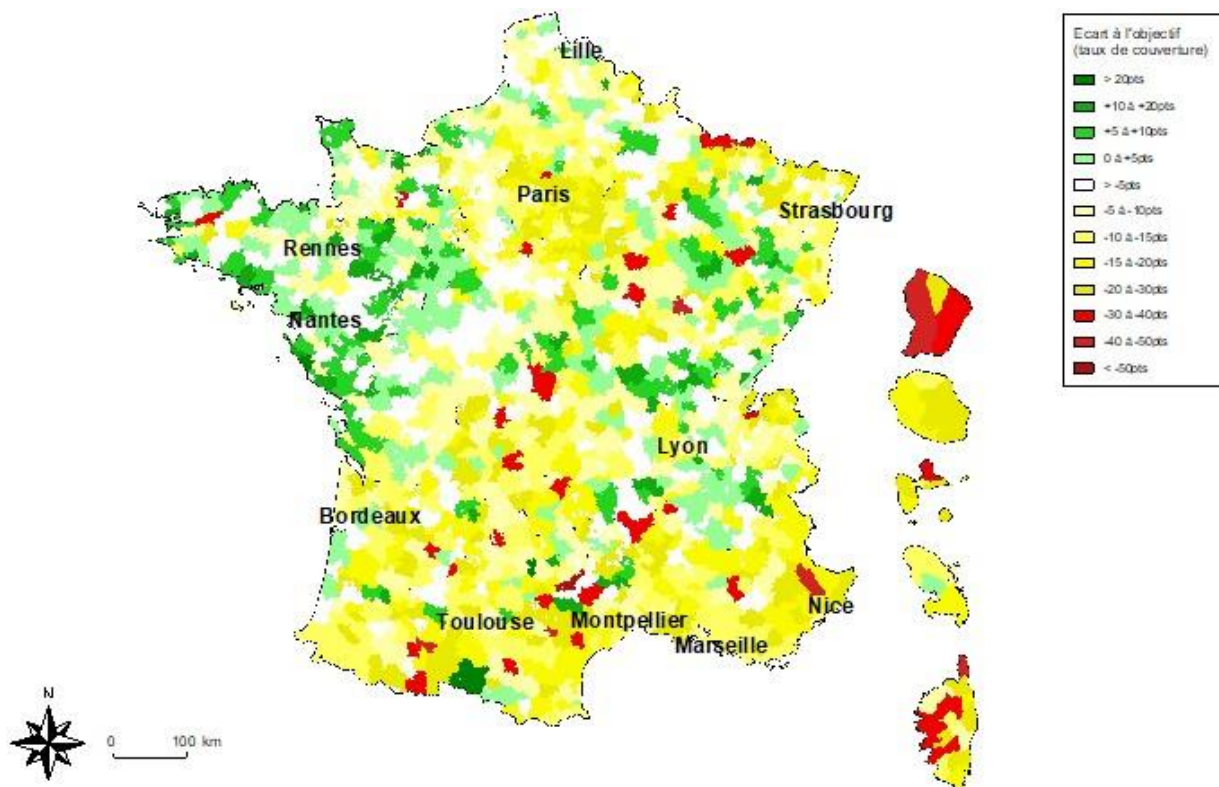 Lille
Paris
Strasbourg
Rennes
Nantes
Lyon
Bordeaux
Nice
Toulouse
Montpellier
Marseille
N
0 100 km
Ecart à l'objectif
(taux de couverture)
> 20pts
+10 à +20pts
+5 à +10pts
0 à +5pts
> -5pts
-5 à -10pts
-10 à -15pts
-15 à -20pts
-20 à -30pts
-30 à -40pts
-40 à -50pts
< -50pts